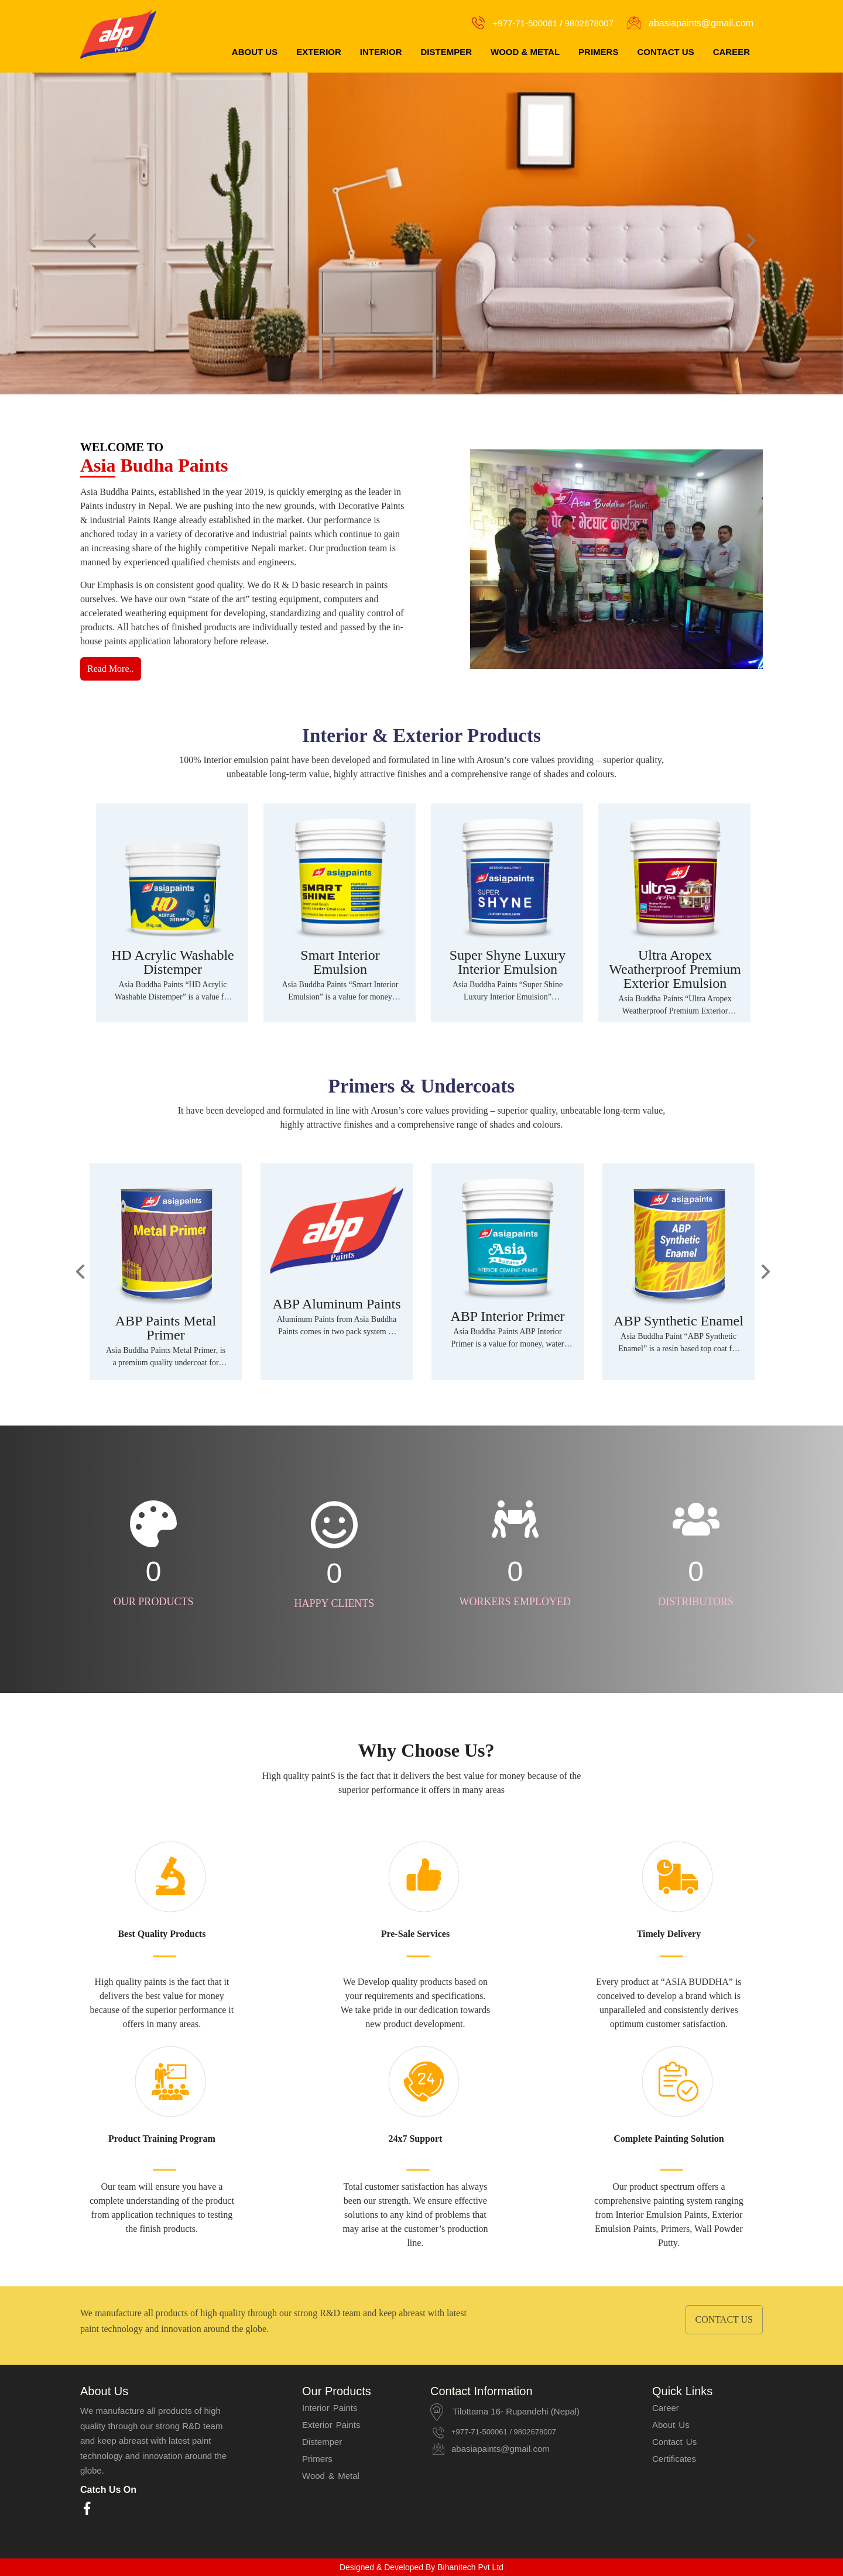 abp
Paints
+977-71-500061 / 9802678007
abasiapaints@gmail.com
ABOUT US
EXTERIOR
INTERIOR
DISTEMPER
WOOD & METAL
PRIMERS
CONTACT US
CAREER
WELCOME TO
Asia Budha Paints
Asia Buddha Paints, established in the year 2019, is quickly emerging as the leader in
Paints industry in Nepal. We are pushing into the new grounds, with Decorative Paints
& industrial Paints Range already established in the market. Our performance is
anchored today in a variety of decorative and industrial paints which continue to gain
an increasing share of the highly competitive Nepali market. Our production team is
manned by experienced qualified chemists and engineers.
Our Emphasis is on consistent good quality. We do R & D basic research in paints
ourselves. We have our own “state of the art” testing equipment, computers and
accelerated weathering equipment for developing, standardizing and quality control of
products. All batches of finished products are individually tested and passed by the in-
house paints application laboratory before release.
Read More..
Asia Buddha Paint
Interior & Exterior Products
100% Interior emulsion paint have been developed and formulated in line with Arosun’s core values providing – superior quality,
unbeatable long-term value, highly attractive finishes and a comprehensive range of shades and colours.
abp asiapaints
HD
ACRYLIC
DISTEMPER
HD Acrylic Washable
Distemper
Asia Buddha Paints “HD Acrylic
Washable Distemper” is a value f…
abp asiapaints
SMART
SHINE
Smart Interior
Emulsion
Asia Buddha Paints “Smart Interior
Emulsion” is a value for money…
abp asiapaints
SUPER
SHYNE
LUXURY EMULSION
Super Shyne Luxury
Interior Emulsion
Asia Buddha Paints “Super Shine
Luxury Interior Emulsion”…
abp
ultra
Ultra Aropex
Weatherproof Premium
Exterior Emulsion
Asia Buddha Paints “Ultra Aropex
Weatherproof Premium Exterior…
Primers & Undercoats
It have been developed and formulated in line with Arosun’s core values providing – superior quality, unbeatable long-term value,
highly attractive finishes and a comprehensive range of shades and colours.
abp asiapaints
Metal Primer
ABP Paints Metal
Primer
Asia Buddha Paints Metal Primer, is
a premium quality undercoat for…
abp
Paints
ABP Aluminum Paints
Aluminum Paints from Asia Buddha
Paints comes in two pack system …
abp asiapaints
Asia
INTERIOR CEMENT PRIMER
ABP Interior Primer
Asia Buddha Paints ABP Interior
Primer is a value for money, water…
abp asiapaints
ABP
Synthetic
Enamel
ABP Synthetic Enamel
Asia Buddha Paint “ABP Synthetic
Enamel” is a resin based top coat f…
0
OUR PRODUCTS
0
HAPPY CLIENTS
0
WORKERS EMPLOYED
0
DISTRIBUTORS
Why Choose Us?
High quality paintS is the fact that it delivers the best value for money because of the
superior performance it offers in many areas
Best Quality Products
High quality paints is the fact that it
delivers the best value for money
because of the superior performance it
offers in many areas.
Pre-Sale Services
We Develop quality products based on
your requirements and specifications.
We take pride in our dedication towards
new product development.
Timely Delivery
Every product at “ASIA BUDDHA” is
conceived to develop a brand which is
unparalleled and consistently derives
optimum customer satisfaction.
Product Training Program
Our team will ensure you have a
complete understanding of the product
from application techniques to testing
the finish products.
24
24x7 Support
Total customer satisfaction has always
been our strength. We ensure effective
solutions to any kind of problems that
may arise at the customer’s production
line.
Complete Painting Solution
Our product spectrum offers a
comprehensive painting system ranging
from Interior Emulsion Paints, Exterior
Emulsion Paints, Primers, Wall Powder
Putty.
We manufacture all products of high quality through our strong R&D team and keep abreast with latest
paint technology and innovation around the globe.
CONTACT US
About Us
We manufacture all products of high
quality through our strong R&D team
and keep abreast with latest paint
technology and innovation around the
globe.
Catch Us On
Our Products
Interior Paints
Exterior Paints
Distemper
Primers
Wood & Metal
Contact Information
Tilottama 16- Rupandehi (Nepal)
+977-71-500061 / 9802678007
abasiapaints@gmail.com
Quick Links
Career
About Us
Contact Us
Certificates
Designed & Developed By Bihanitech Pvt Ltd